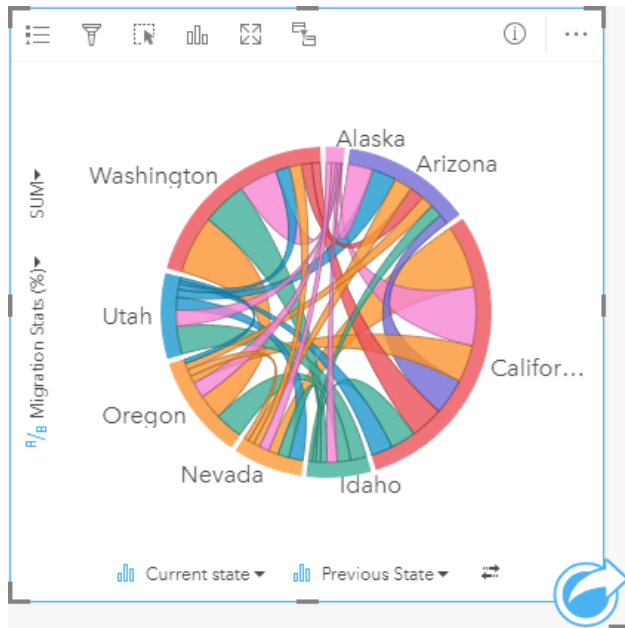 Alaska
Arizona
Washington
SUM
Migration Stats (%)
A/B
Utah
Califor...
Oregon
Nevada
Idaho
Current state
Previous State